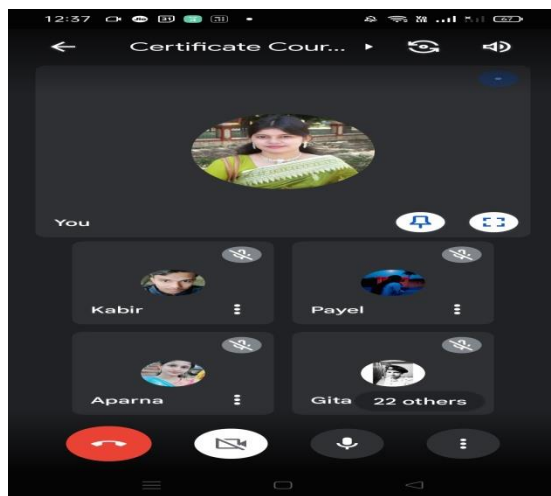 12:37
Certificate Cour...
You
Kabir
Payel
Aparna
Gita 22 others